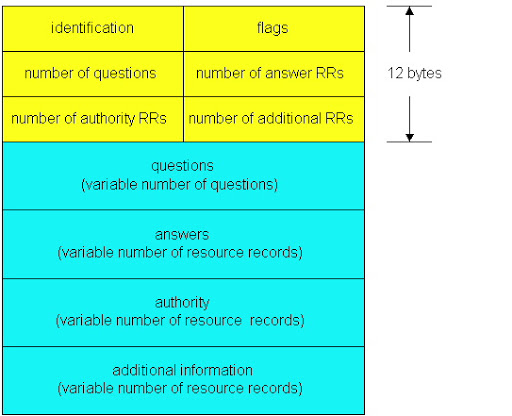 identification flags
number of questions number of answer RRs 12 bytes
number of authority RRs number of additional RRs
questions
(variable number of questions)
answers
(variable number of resource records)
authority
(variable number of resource records)
additional information
(variable number of resource records)